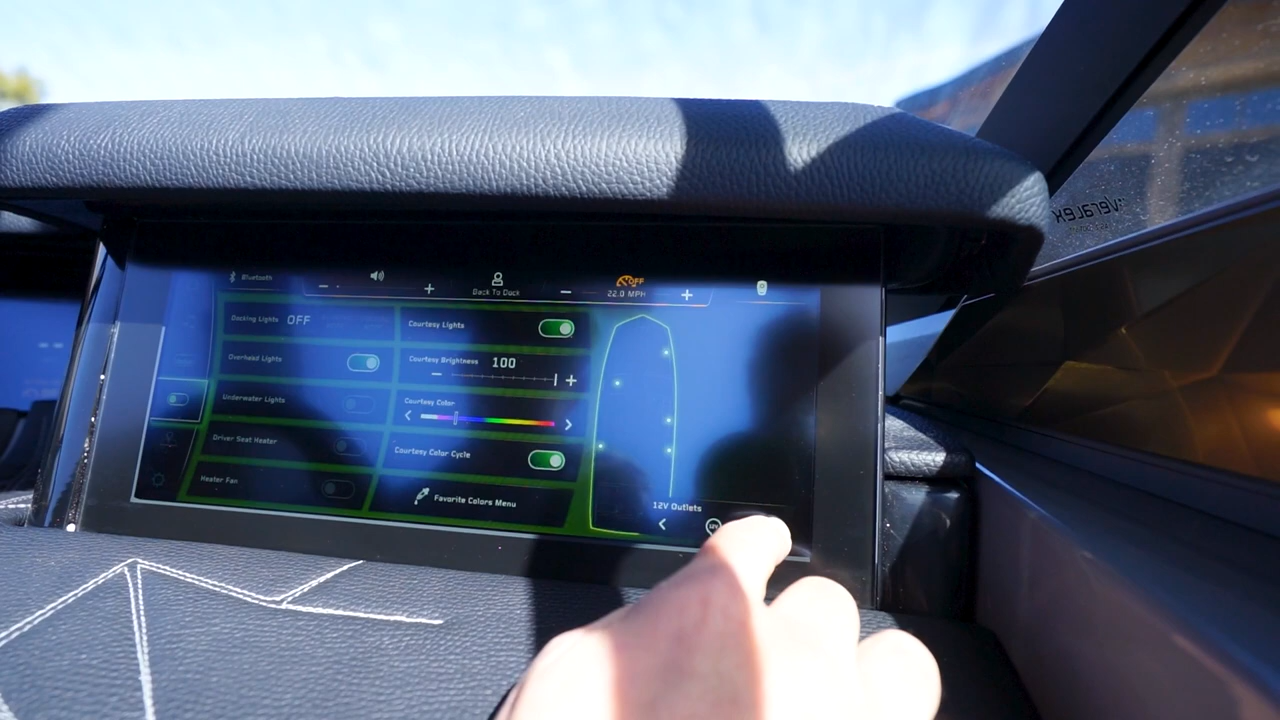 Bluetooth
− +
Back To Dock
OFF
− 22.0 MPH +
Docking Lights OFF
Courtesy Lights
Overhead Lights
Courtesy Brightness 100
− +
Underwater Lights
Courtesy Color
Driver Seat Heater
Courtesy Color Cycle
Heater Fan
Favorite Colors Menu
12V Outlets
12V